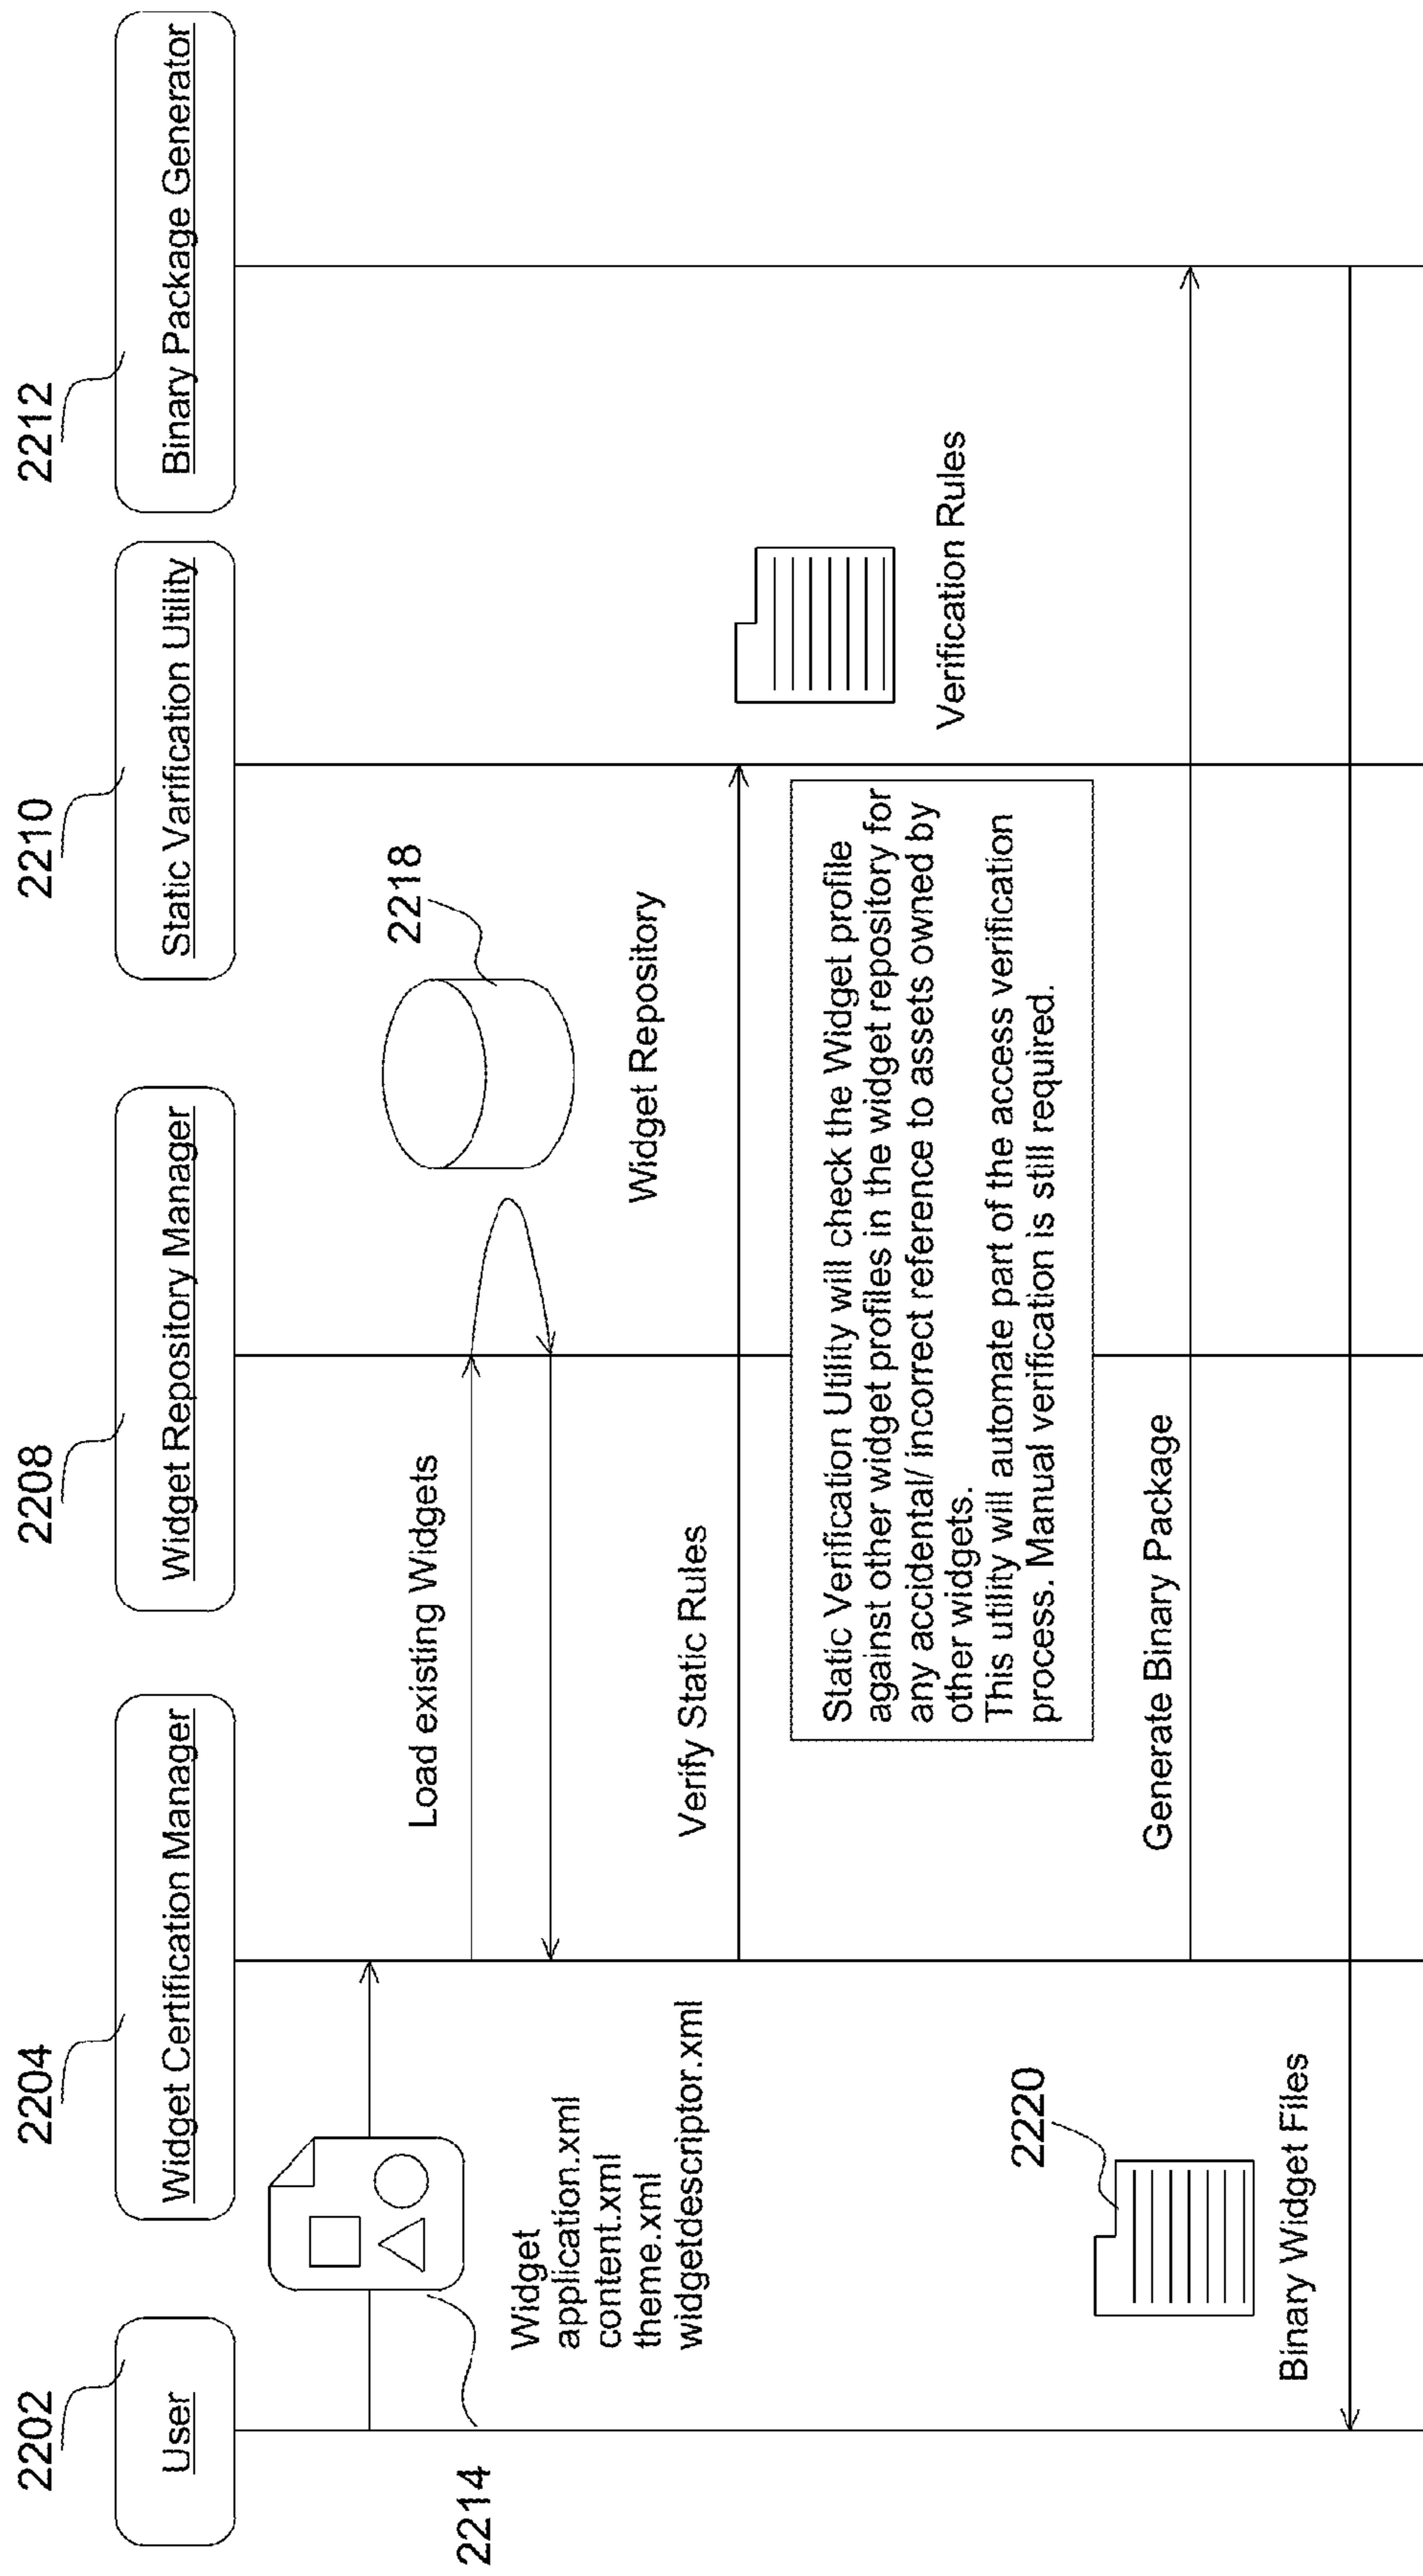 2202
2204
2208
2210
2212
User
Widget Certification Manager
Widget Repository Manager
Static Varification Utility
Binary Package Generator
2214
Widget
application.xml
content.xml
theme.xml
widgetdescriptor.xml
Load existing Widgets
2218
Widget Repository
Verify Static Rules
Verification Rules
Static Verification Utility will check the Widget profile
against other widget profiles in the widget repository for
any accidental/ incorrect reference to assets owned by
other widgets.
This utility will automate part of the access verification
process. Manual verification is still required.
Generate Binary Package
2220
Binary Widget Files